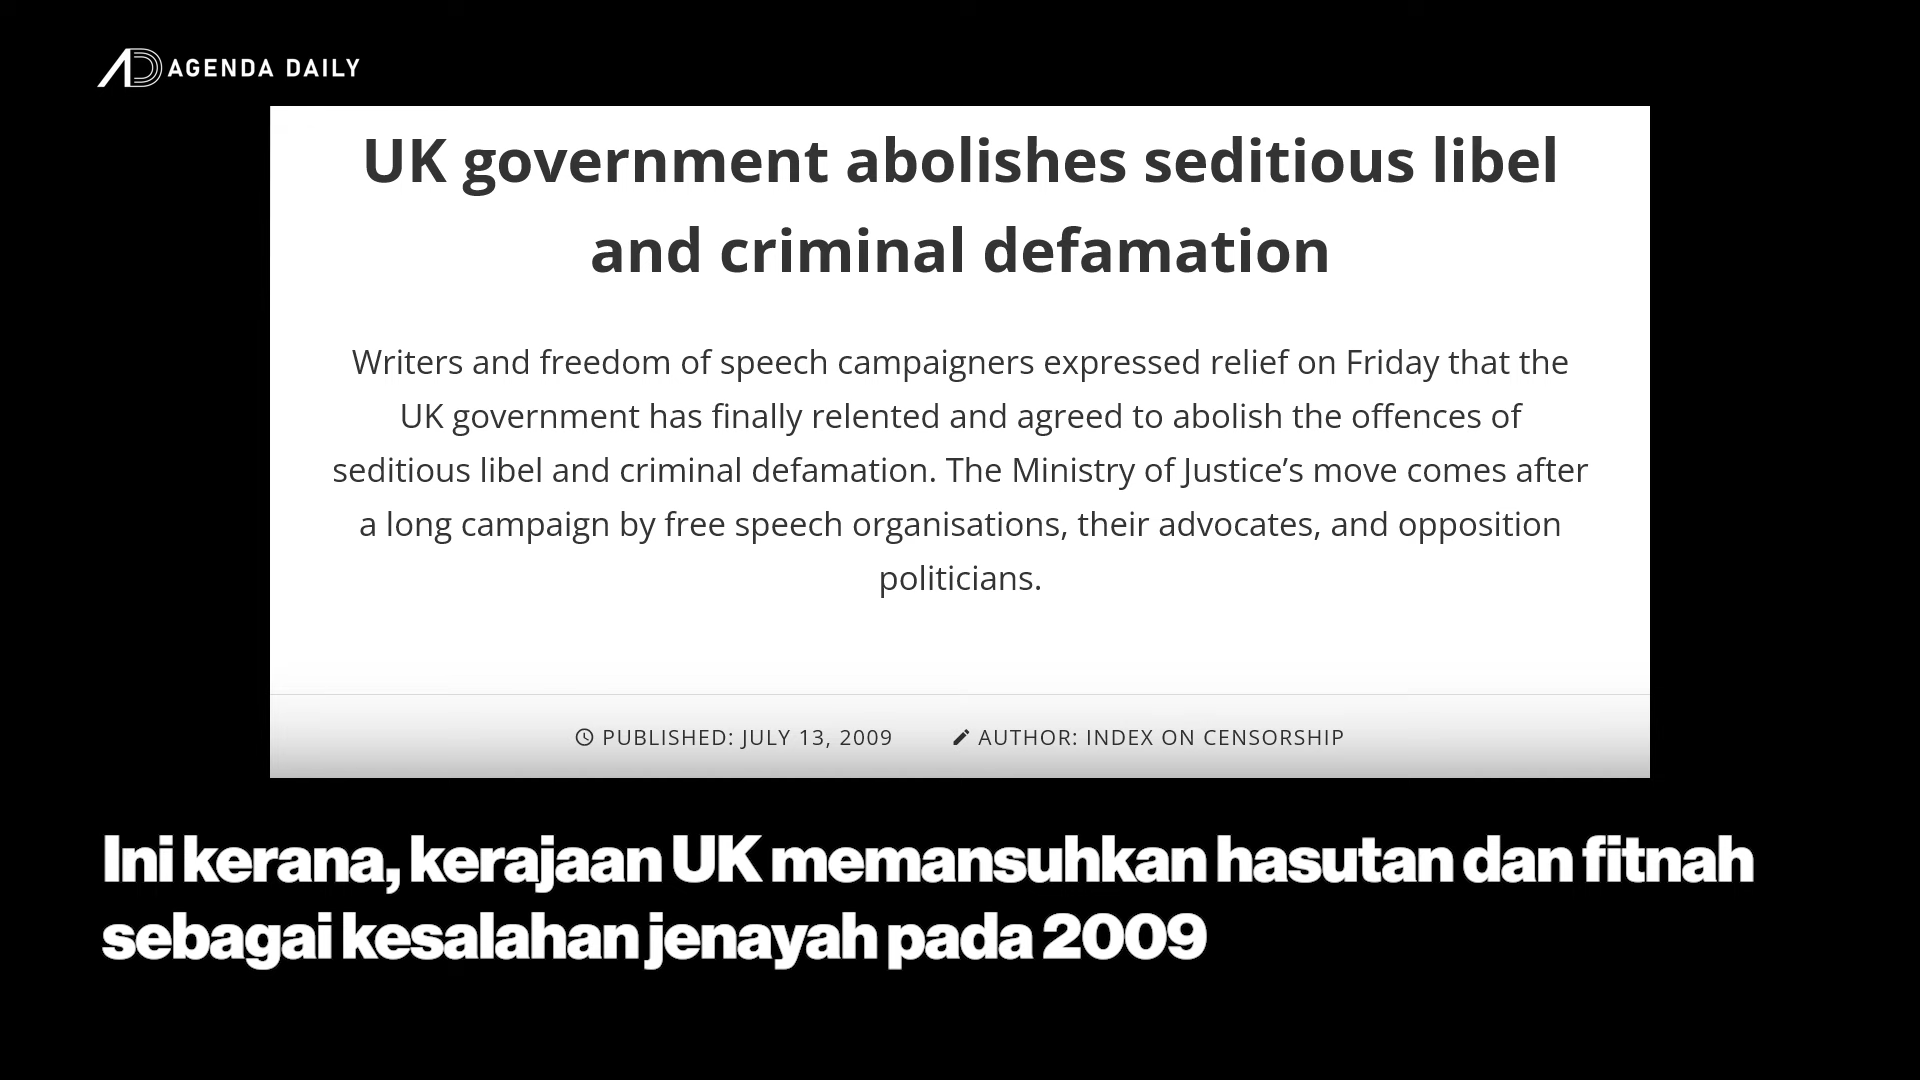 AGENDA DAILY
UK government abolishes seditious libel
and criminal defamation
Writers and freedom of speech campaigners expressed relief on Friday that the
UK government has finally relented and agreed to abolish the offences of
seditious libel and criminal defamation. The Ministry of Justice’s move comes after
a long campaign by free speech organisations, their advocates, and opposition
politicians.
PUBLISHED: JULY 13, 2009 AUTHOR: INDEX ON CENSORSHIP
Ini kerana, kerajaan UK memansuhkan hasutan dan fitnah
sebagai kesalahan jenayah pada 2009